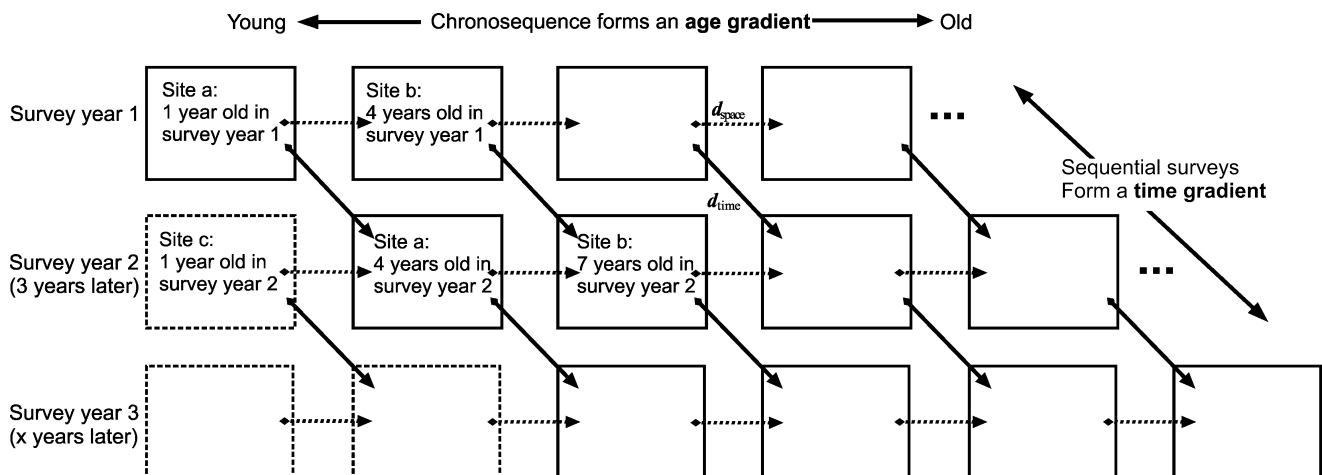 Young Chronosequence forms an age gradient Old
Survey year 1
Site a:
1 year old in
survey year 1
Site b:
4 years old in
survey year 1
dspace
...
Sequential surveys
Form a time gradient
dtime
Survey year 2
(3 years later)
Site c:
1 year old in
survey year 2
Site a:
4 years old in
survey year 2
Site b:
7 years old in
survey year 2
...
Survey year 3
(x years later)